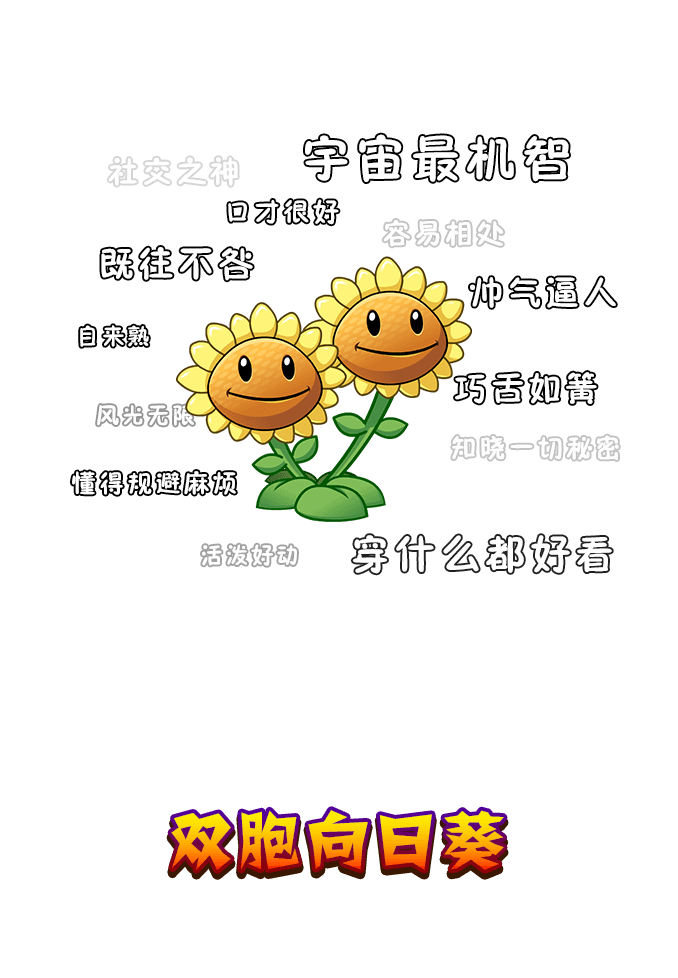 宇宙最机智
社交之神
口才很好
容易相处
既往不咎
帅气逼人
自来熟
巧舌如簧
风光无限
知晓一切秘密
懂得规避麻烦
活泼好动
穿什么都好看
双胞向日葵